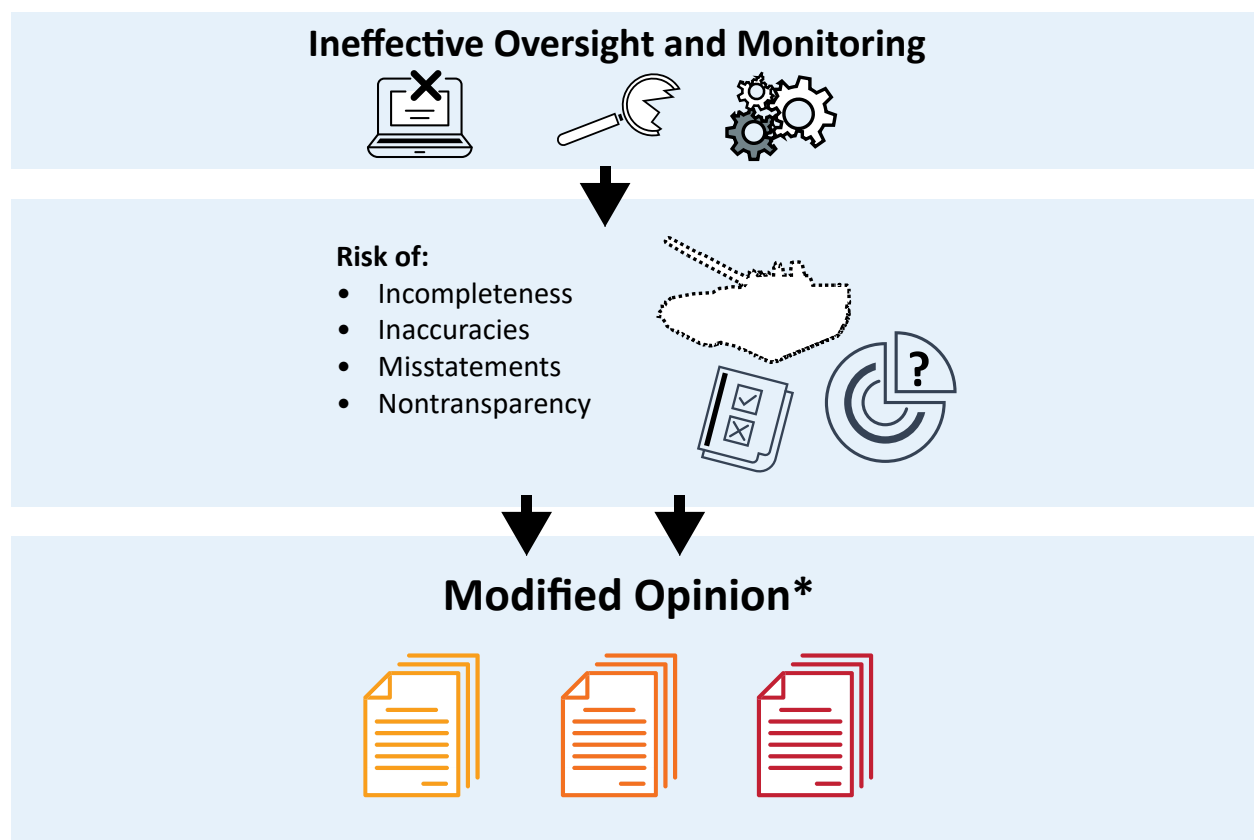 Ineffective Oversight and Monitoring
Risk of:
• Incompleteness
• Inaccuracies
• Misstatements
• Nontransparency
?
Modified Opinion*